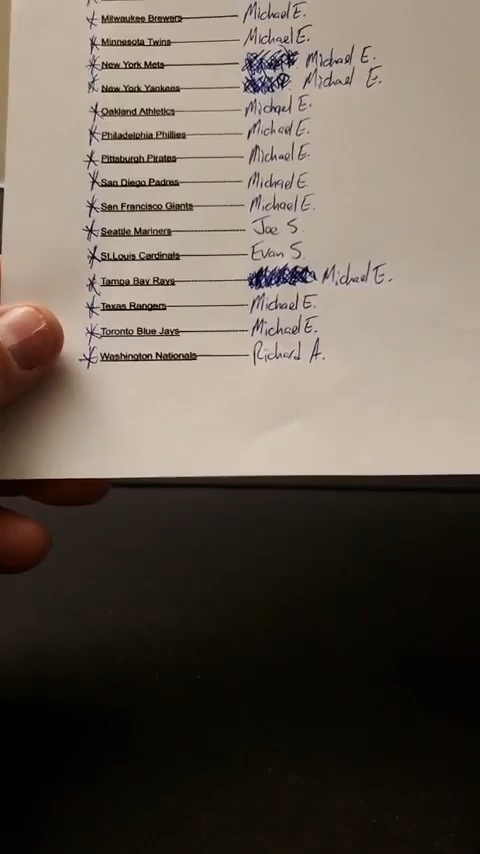 Milwaukee Brewers Michael E.
Minnesota Twins Michael E.
New York Mets Michael E.
New York Yankees Michael E.
Oakland Athletics Michael E.
Philadelphia Phillies Michael E.
Pittsburgh Pirates Michael E.
San Diego Padres Michael E.
San Francisco Giants Michael E.
Seattle Mariners Joe S.
St.Louis Cardinals Evan S.
Tampa Bay Rays Michael E.
Texas Rangers Michael E.
Toronto Blue Jays Michael E.
Washington Nationals Richard A.